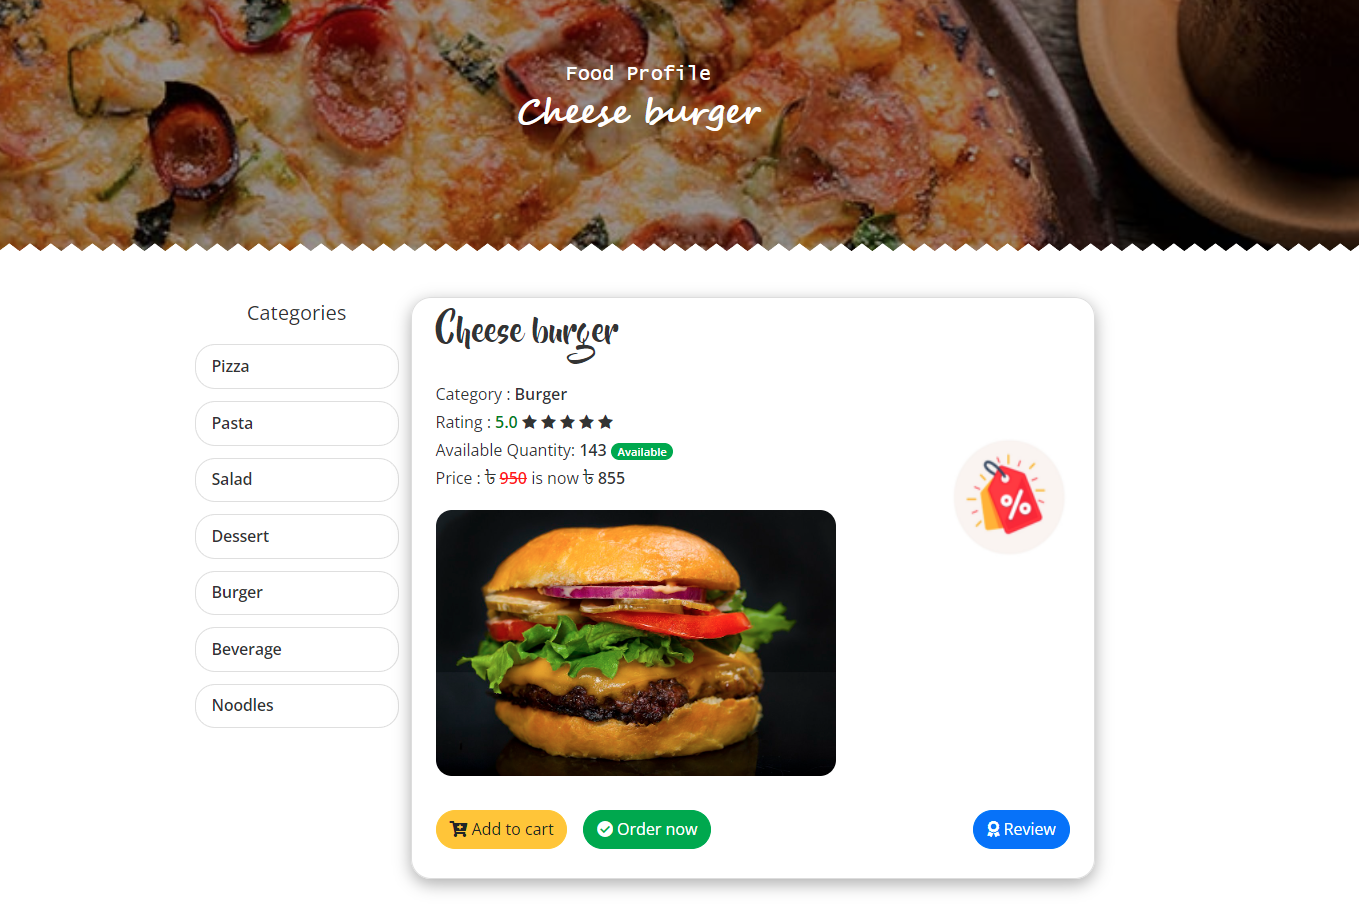 Food Profile
Cheese burger
Categories
Pizza
Pasta
Salad
Dessert
Burger
Beverage
Noodles
Cheese burger
Category : Burger
Rating : 5.0 ★ ★ ★ ★ ★
Available Quantity: 143 Available
Price : ৳ 950 is now ৳ 855
%
Add to cart
Order now
Review